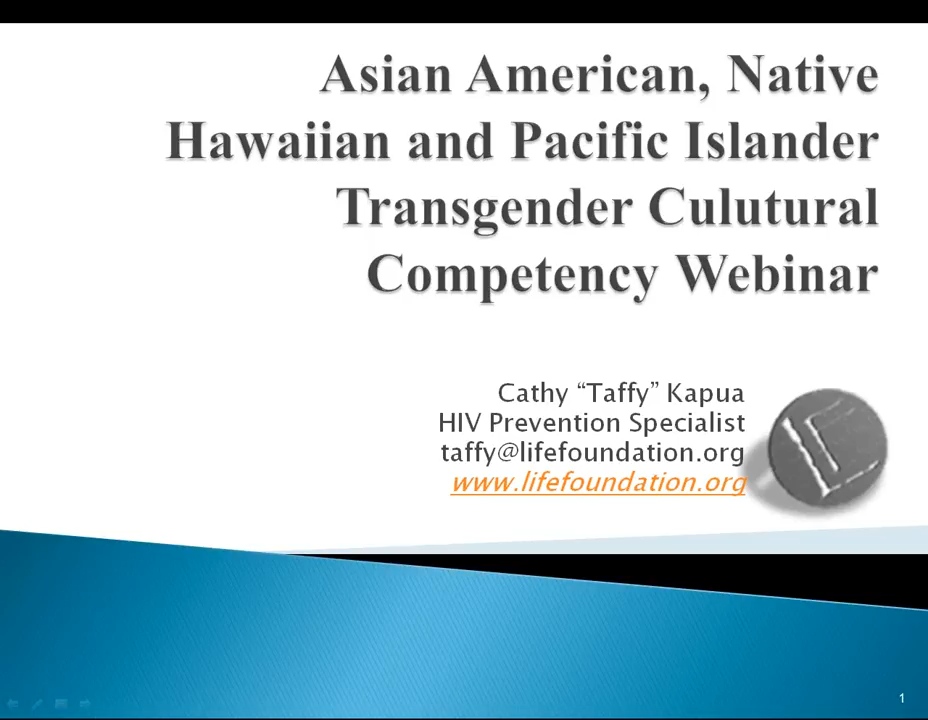 Asian American, Native
Hawaiian and Pacific Islander
Transgender Culutural
Competency Webinar
Cathy “Taffy” Kapua
HIV Prevention Specialist
taffy@lifefoundation.org
www.lifefoundation.org
1